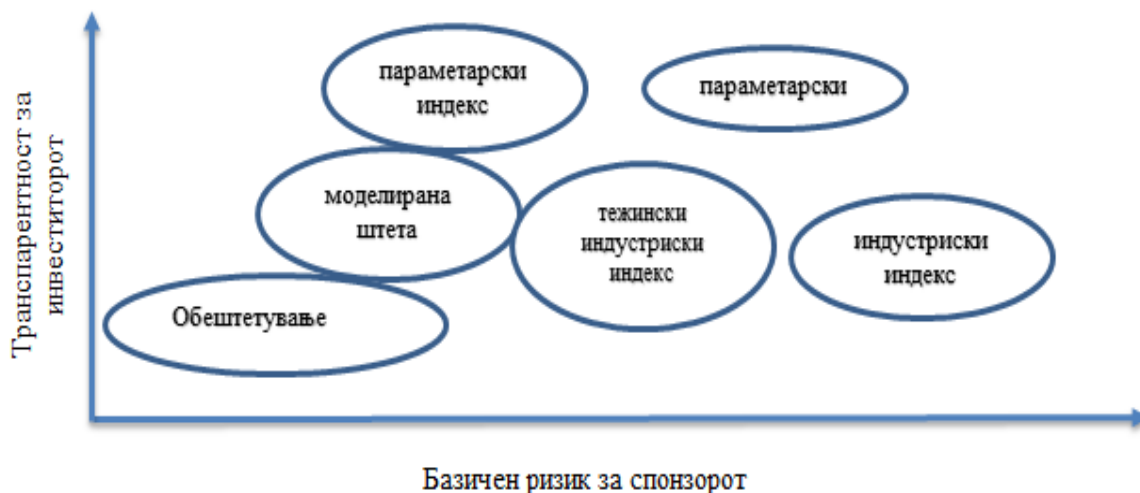 Транспарентност за
инвеститорот
параметарски
индекс
параметарски
моделирана
штета
тежински
индустриски
индекс
индустриски
индекс
Обештетување
Базичен ризик за спонзорот